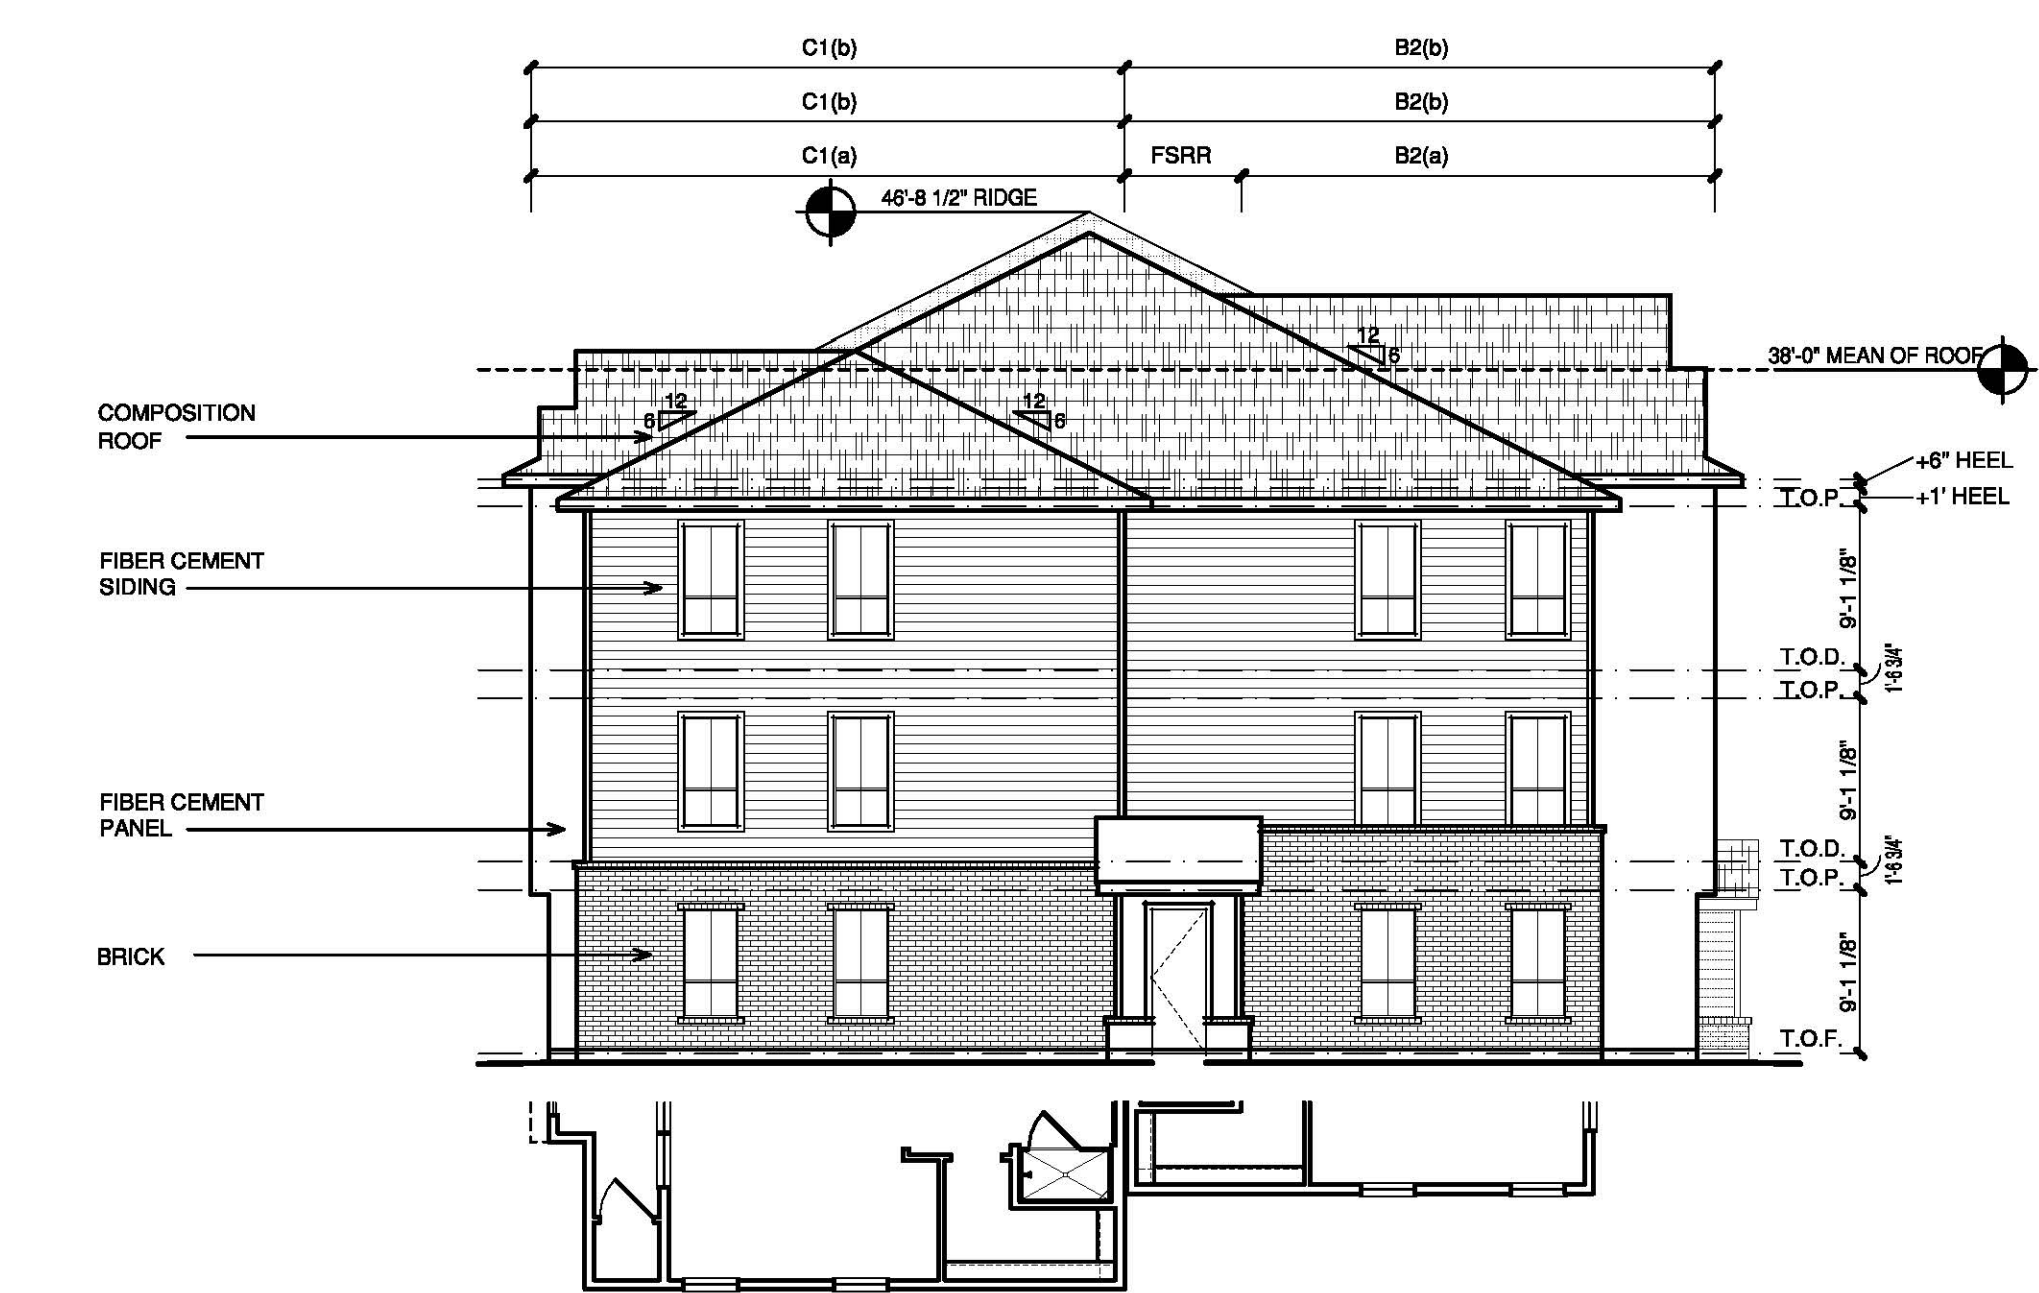 C1(b) B2(b)
C1(b) B2(b)
C1(a) FSRR B2(a)
46'-8 1/2" RIDGE
12
6
38'-0" MEAN OF ROOF
COMPOSITION
ROOF
12
6
12
6
+6" HEEL
T.O.P.
+1' HEEL
FIBER CEMENT
SIDING
9'-1 1/8"
T.O.D.
1'-6 3/4"
T.O.P.
9'-1 1/8"
FIBER CEMENT
PANEL
T.O.D.
1'-6 3/4"
T.O.P.
BRICK
9'-1 1/8"
T.O.F.